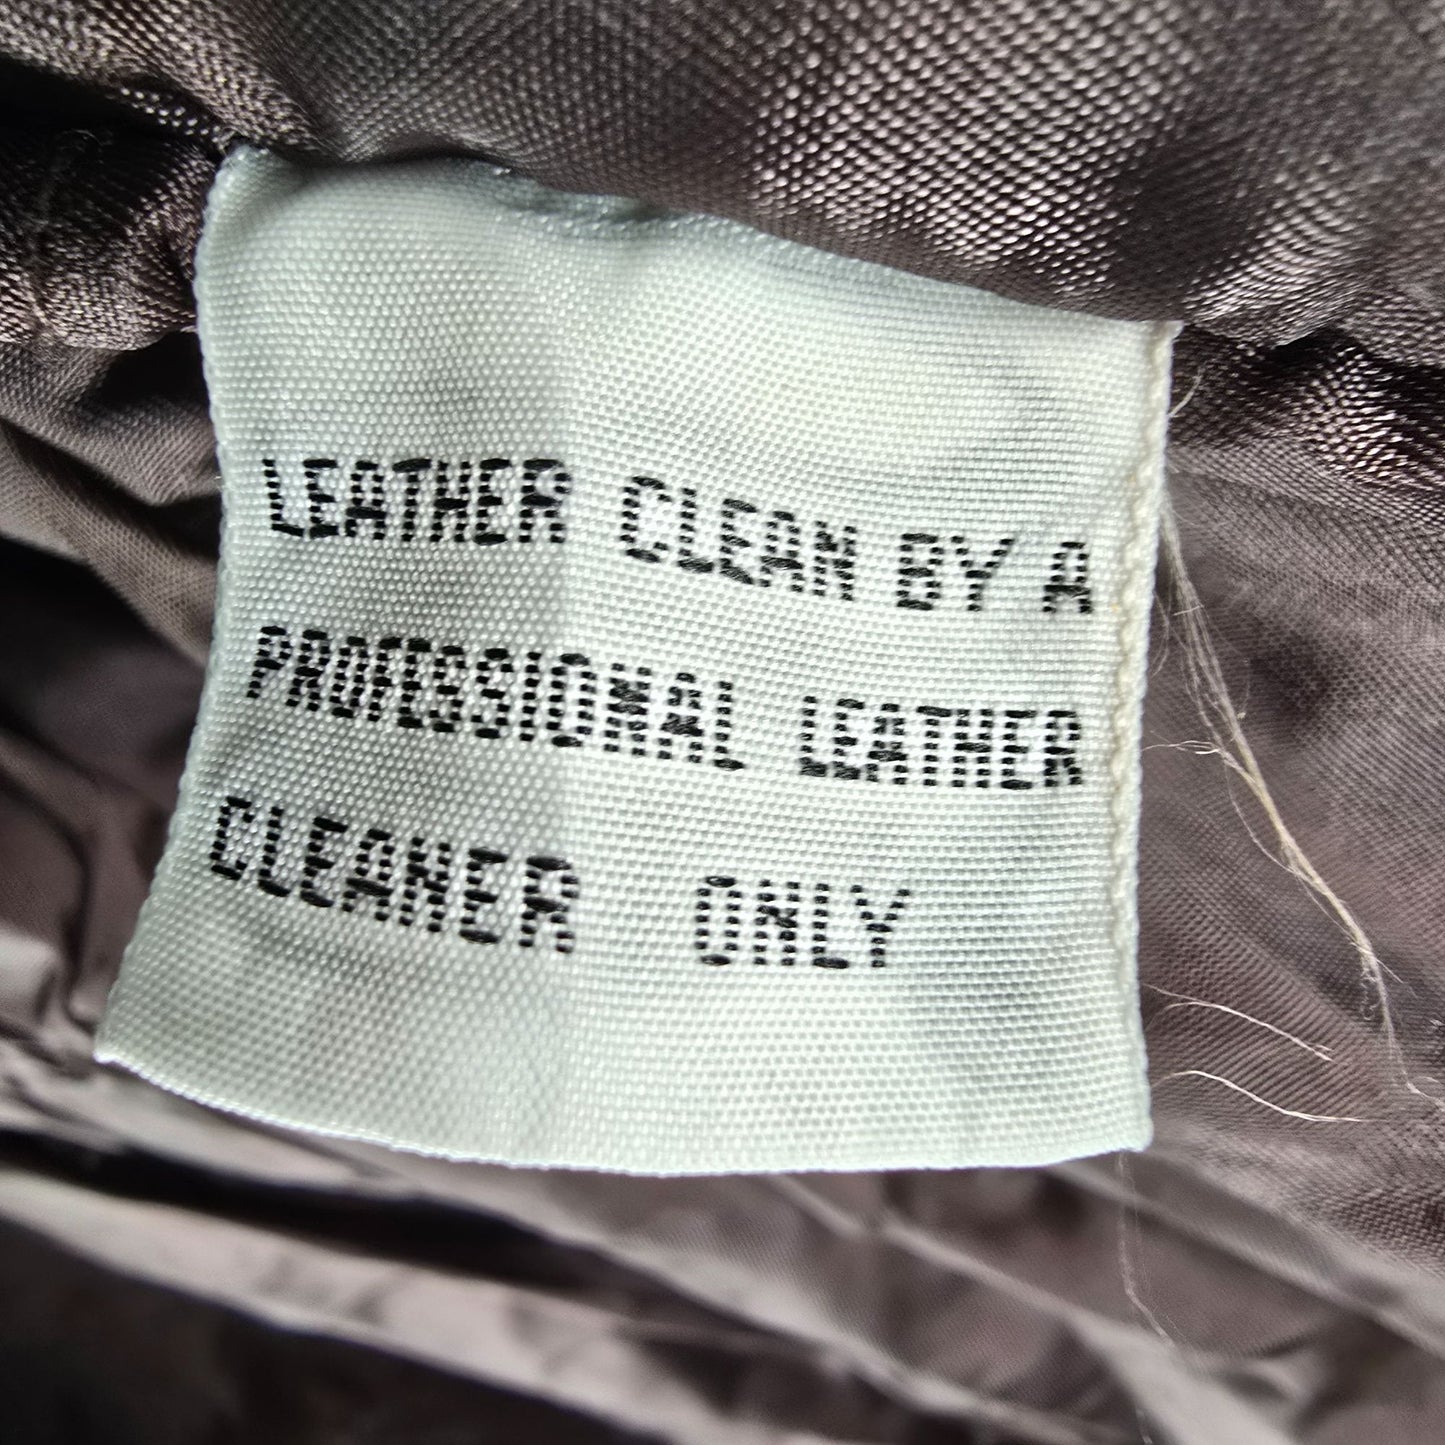 LEATHER CLEAN BY A
PROFESSIONAL LEATHER
CLEANER ONLY